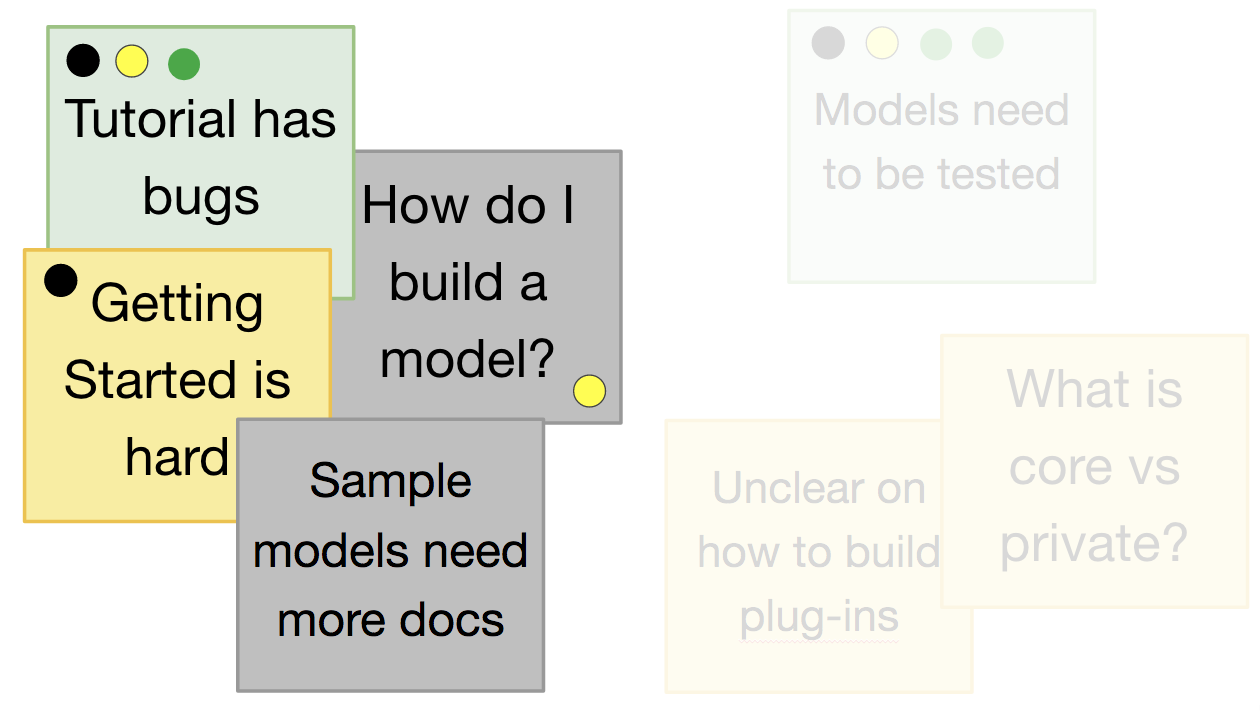 Tutorial has
bugs
How do I
build a
model?
Getting
Started is
hard
Sample
models need
more docs
Models need
to be tested
Unclear on
how to build
plug-ins
What is
core vs
private?